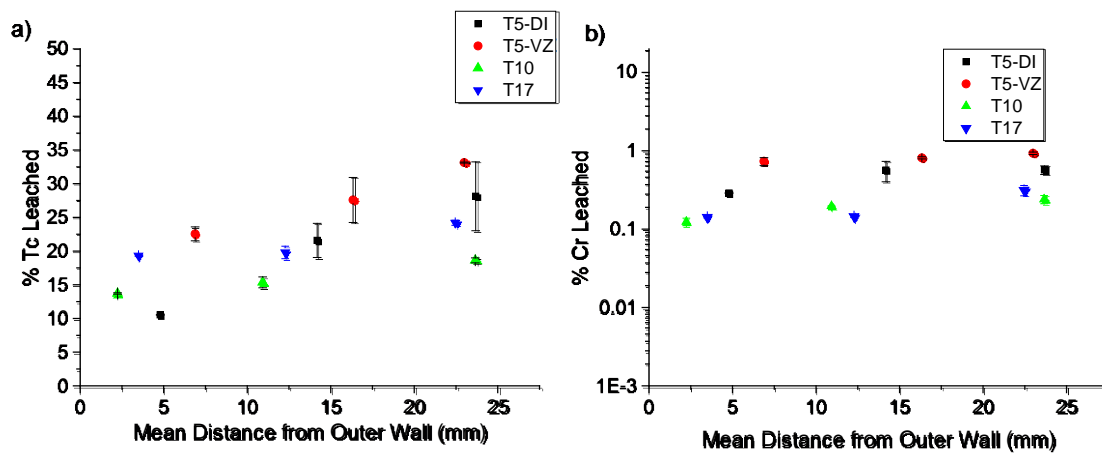 a)
T5-DI
T5-VZ
T10
T17
50
45
40
35
30
25
20
15
10
5
0
% Tc Leached
0 5 10 15 20 25
Mean Distance from Outer Wall (mm)
b)
T5-DI
T5-VZ
T10
T17
10
1
0.1
0.01
1E-3
% Cr Leached
0 5 10 15 20 25
Mean Distance from Outer Wall (mm)